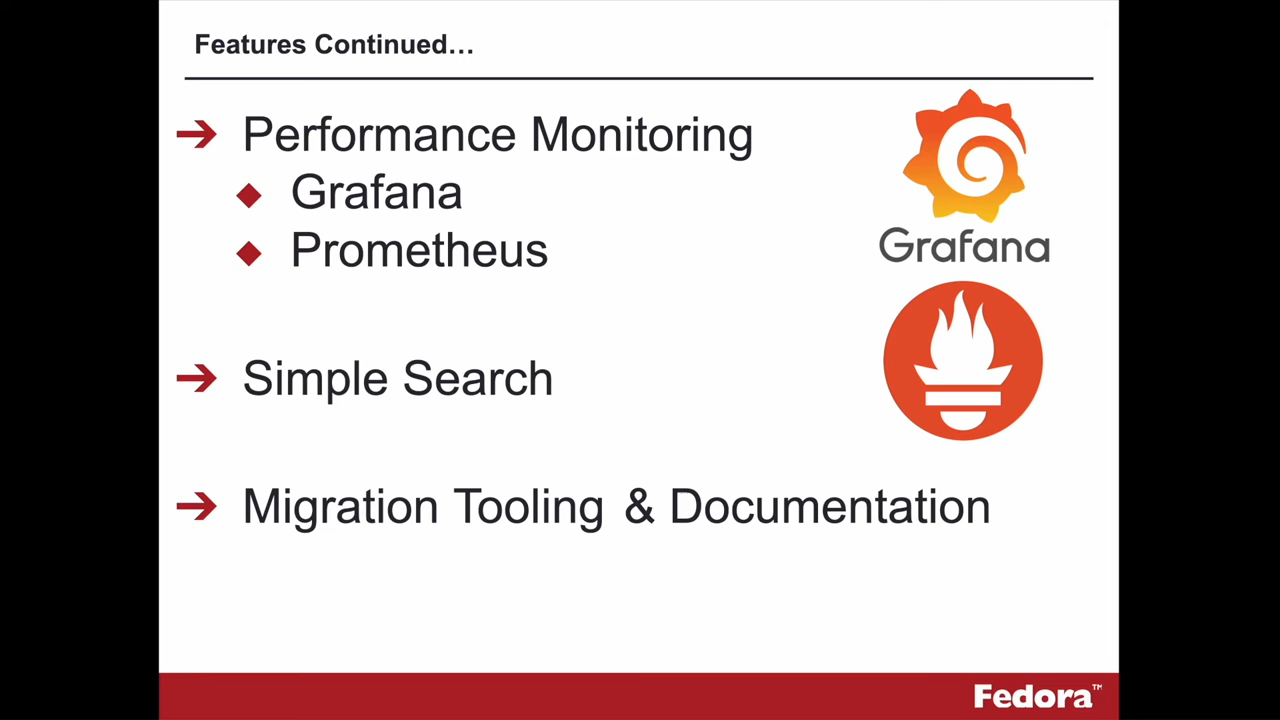 Features Continued…
➔ Performance Monitoring
◆ Grafana
◆ Prometheus
➔ Simple Search
➔ Migration Tooling & Documentation
Grafana
Fedora™